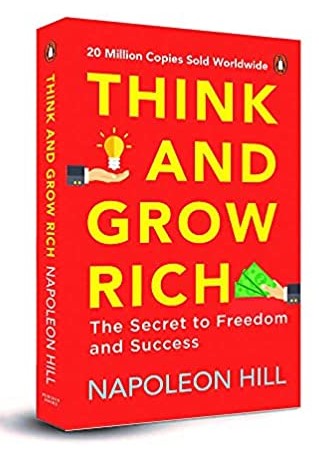 20 Million Copies Sold Worldwide
THINK
AND
GROW
RICH
The Secret to Freedom
and Success
NAPOLEON HILL
THINK AND GROW RICH NAPOLEON HILL